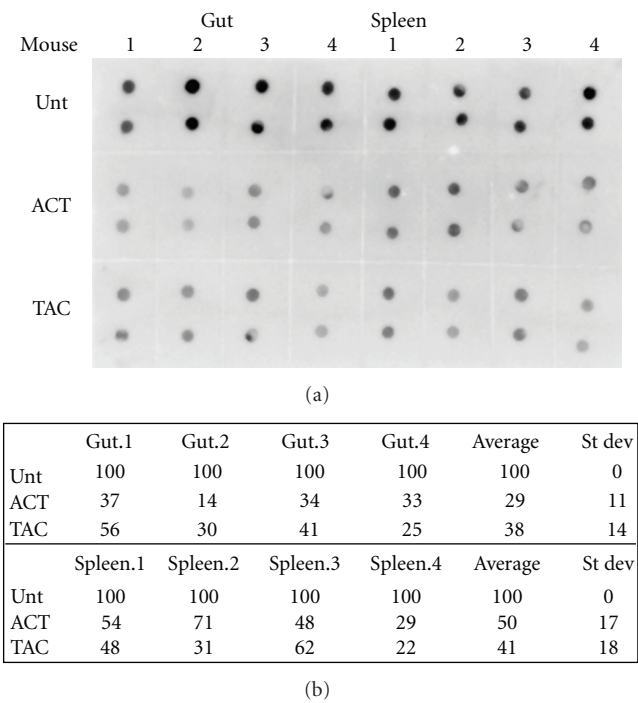 Gut Spleen
Mouse 1 2 3 4 1 2 3 4
Unt
ACT
TAC
(a)
Gut.1 Gut.2 Gut.3 Gut.4 Average St dev
Unt 100 100 100 100 100 0
ACT 37 14 34 33 29 11
TAC 56 30 41 25 38 14
Spleen.1 Spleen.2 Spleen.3 Spleen.4 Average St dev
Unt 100 100 100 100 100 0
ACT 54 71 48 29 50 17
TAC 48 31 62 22 41 18
(b)